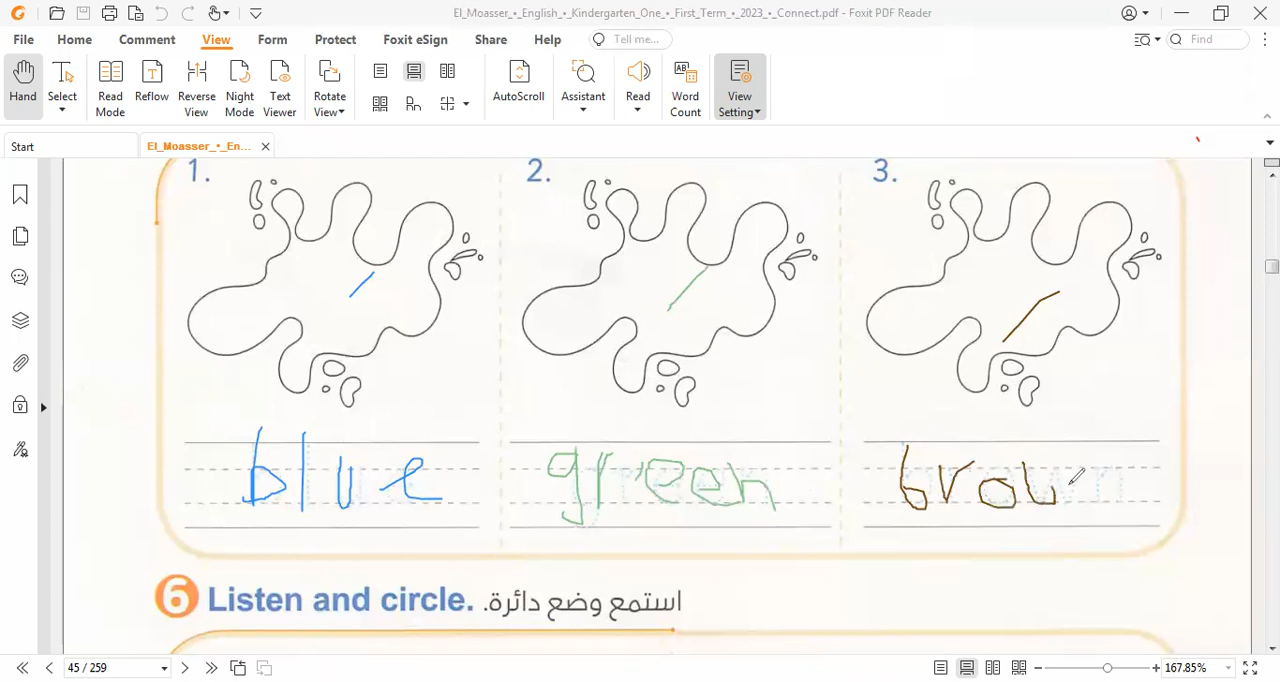 El_Moasser_•_English_•_Kindergarten_One_•_First_Term_•_2023_•_Connect.pdf - Foxit PDF Reader
File Home Comment View Form Protect Foxit eSign Share Help Tell me... Find
Hand Select Read Mode Reflow Reverse View Night Mode Text Viewer Rotate View AutoScroll Assistant Read Word Count View Setting
Start El_Moasser_•_En...
1. 2. 3.
blue green brow
6 Listen and circle. استمع وضع دائرة.
45 / 259 167.85%